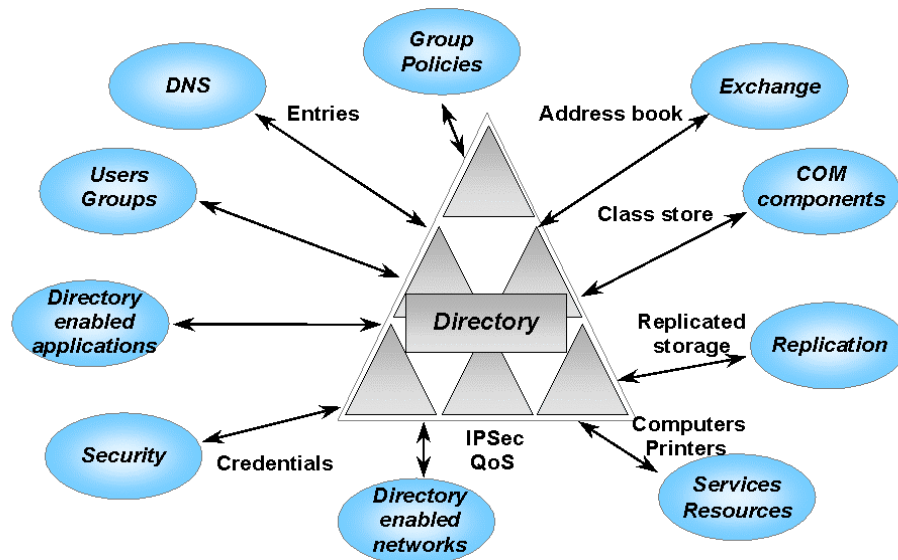 Group
Policies
DNS
Exchange
Entries
Address book
Users
Groups
COM
components
Class store
Directory
enabled
applications
Directory
Replicated
storage
Replication
Security
Credentials
IPSec
QoS
Computers
Printers
Services
Resources
Directory
enabled
networks